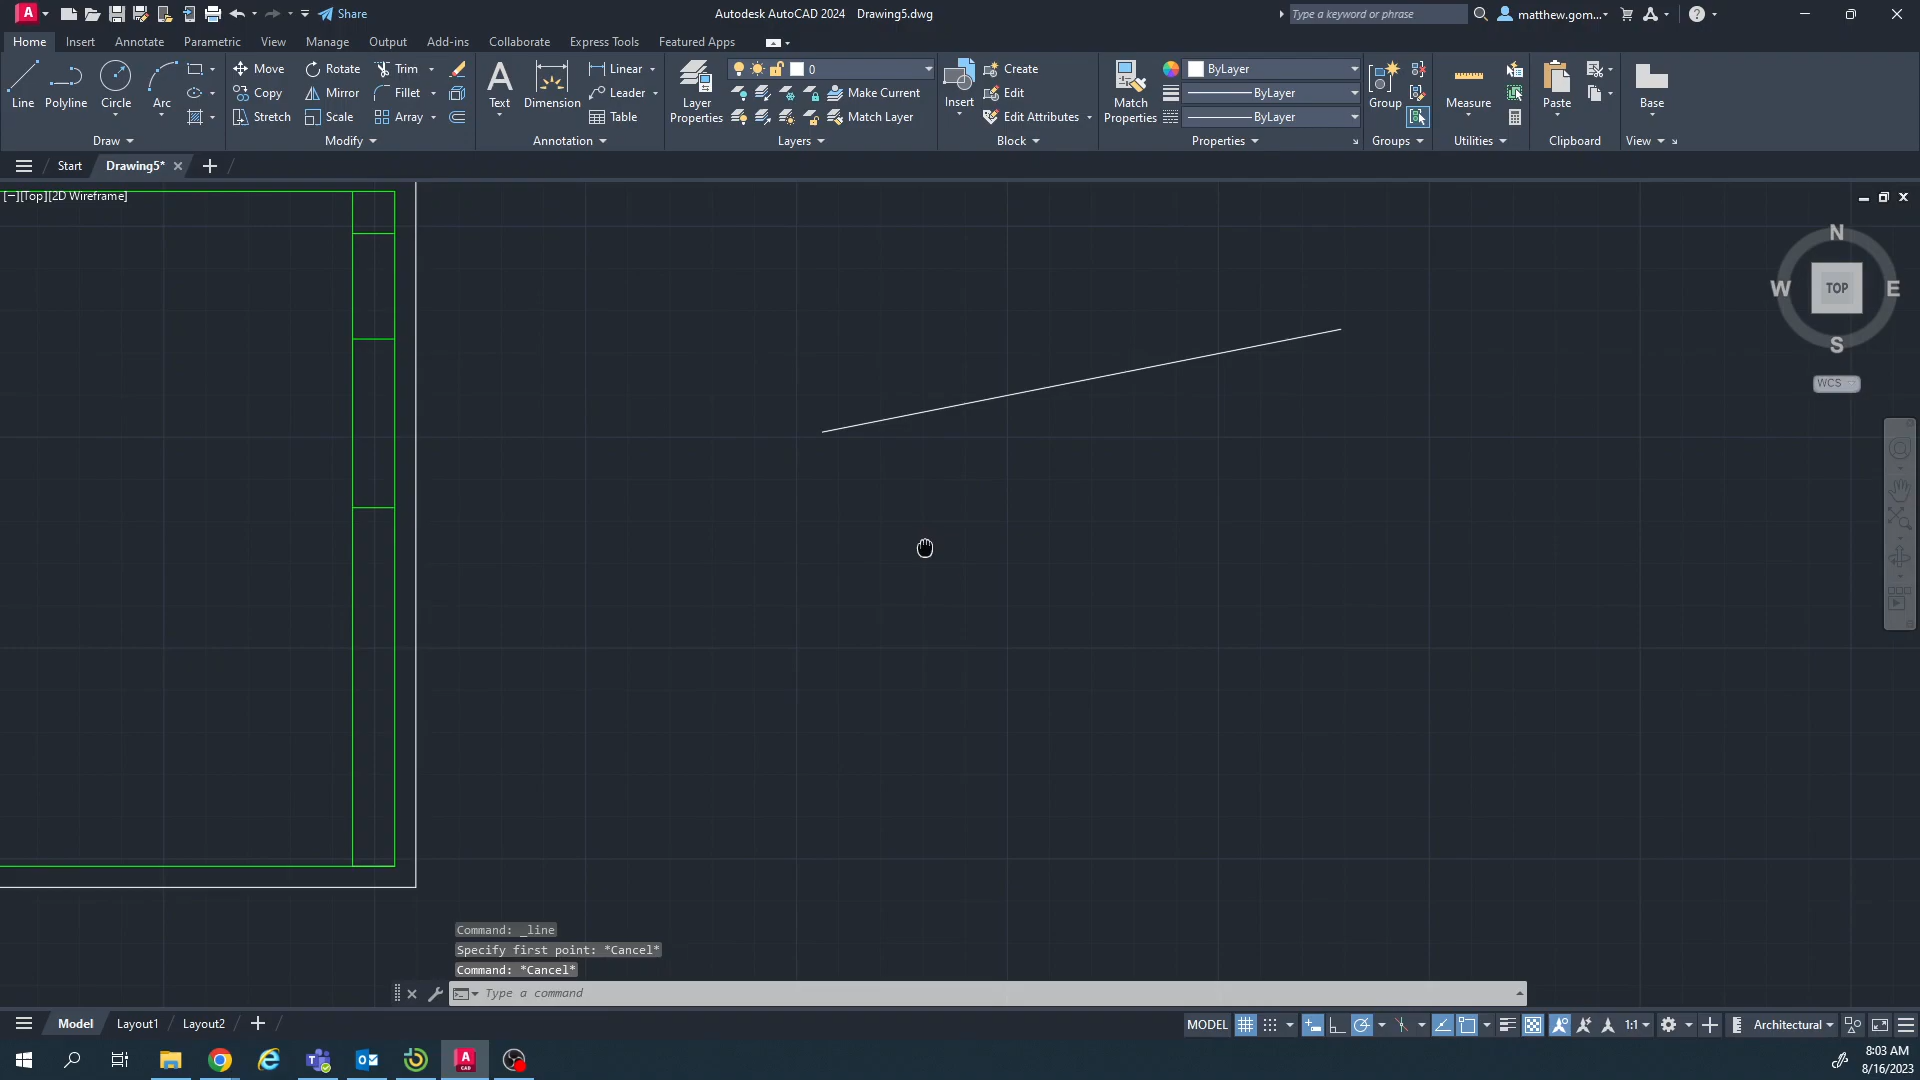 Share
Autodesk AutoCAD 2024 Drawing5.dwg
Type a keyword or phrase
matthew.gom...
Home Insert Annotate Parametric View Manage Output Add-ins Collaborate Express Tools Featured Apps
Line Polyline Circle Arc
Move Rotate Trim
Copy Mirror Fillet
Stretch Scale Array
Text Dimension
Linear
Leader
Table
Layer Properties
0
Make Current
Match Layer
Insert
Create
Edit
Edit Attributes
Match Properties
ByLayer
ByLayer
ByLayer
Group
Measure
Paste
Base
Draw Modify Annotation Layers Block Properties Groups Utilities Clipboard View
Start Drawing5*
[−][Top][2D Wireframe]
N
W TOP E
S
WCS
Command: _line
Specify first point: *Cancel*
Command: *Cancel*
Type a command
Model Layout1 Layout2
MODEL 1:1 Architectural
8:03 AM
8/16/2023